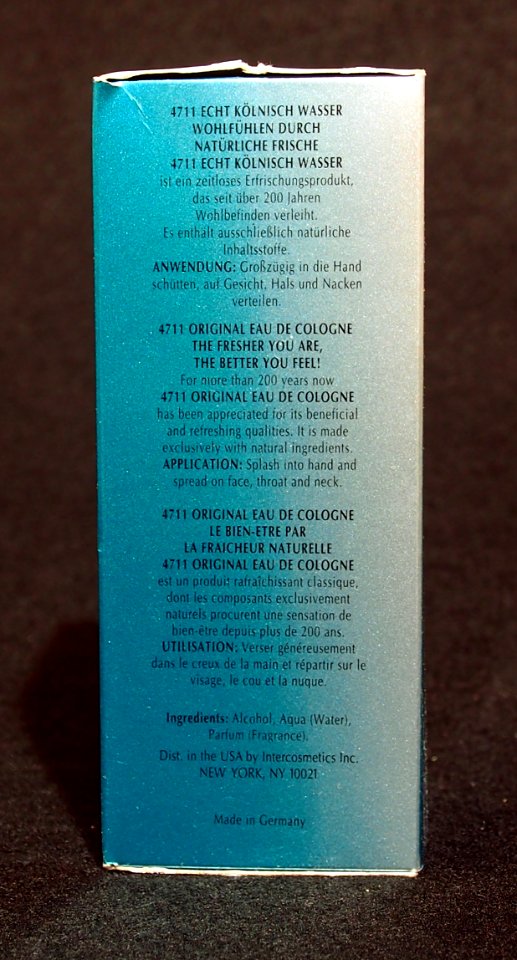 4711 ECHT KÖLNISCH WASSER
WOHLFÜHLEN DURCH
NATÜRLICHE FRISCHE
4711 ECHT KÖLNISCH WASSER
ist ein zeitloses Erfrischungsprodukt,
das seit über 200 Jahren
Wohlbefinden verleiht.
Es enthält ausschließlich natürliche
Inhaltsstoffe.
ANWENDUNG: Großzügig in die Hand
schütten, auf Gesicht, Hals und Nacken
verteilen.
4711 ORIGINAL EAU DE COLOGNE
THE FRESHER YOU ARE,
THE BETTER YOU FEEL!
For more than 200 years now
4711 ORIGINAL EAU DE COLOGNE
has been appreciated for its beneficial
and refreshing qualities. It is made
exclusively with natural ingredients.
APPLICATION: Splash into hand and
spread on face, throat and neck.
4711 ORIGINAL EAU DE COLOGNE
LE BIEN-ETRE PAR
LA FRAICHEUR NATURELLE
4711 ORIGINAL EAU DE COLOGNE
est un produit rafraîchissant classique,
dont les composants exclusivement
naturels procurent une sensation de
bien-être depuis plus de 200 ans.
UTILISATION: Verser généreusement
dans le creux de la main et répartir sur le
visage, le cou et la nuque.
Ingredients: Alcohol, Aqua (Water),
Parfum (Fragrance).
Dist. in the USA by Intercosmetics Inc.
NEW YORK, NY 10021
Made in Germany